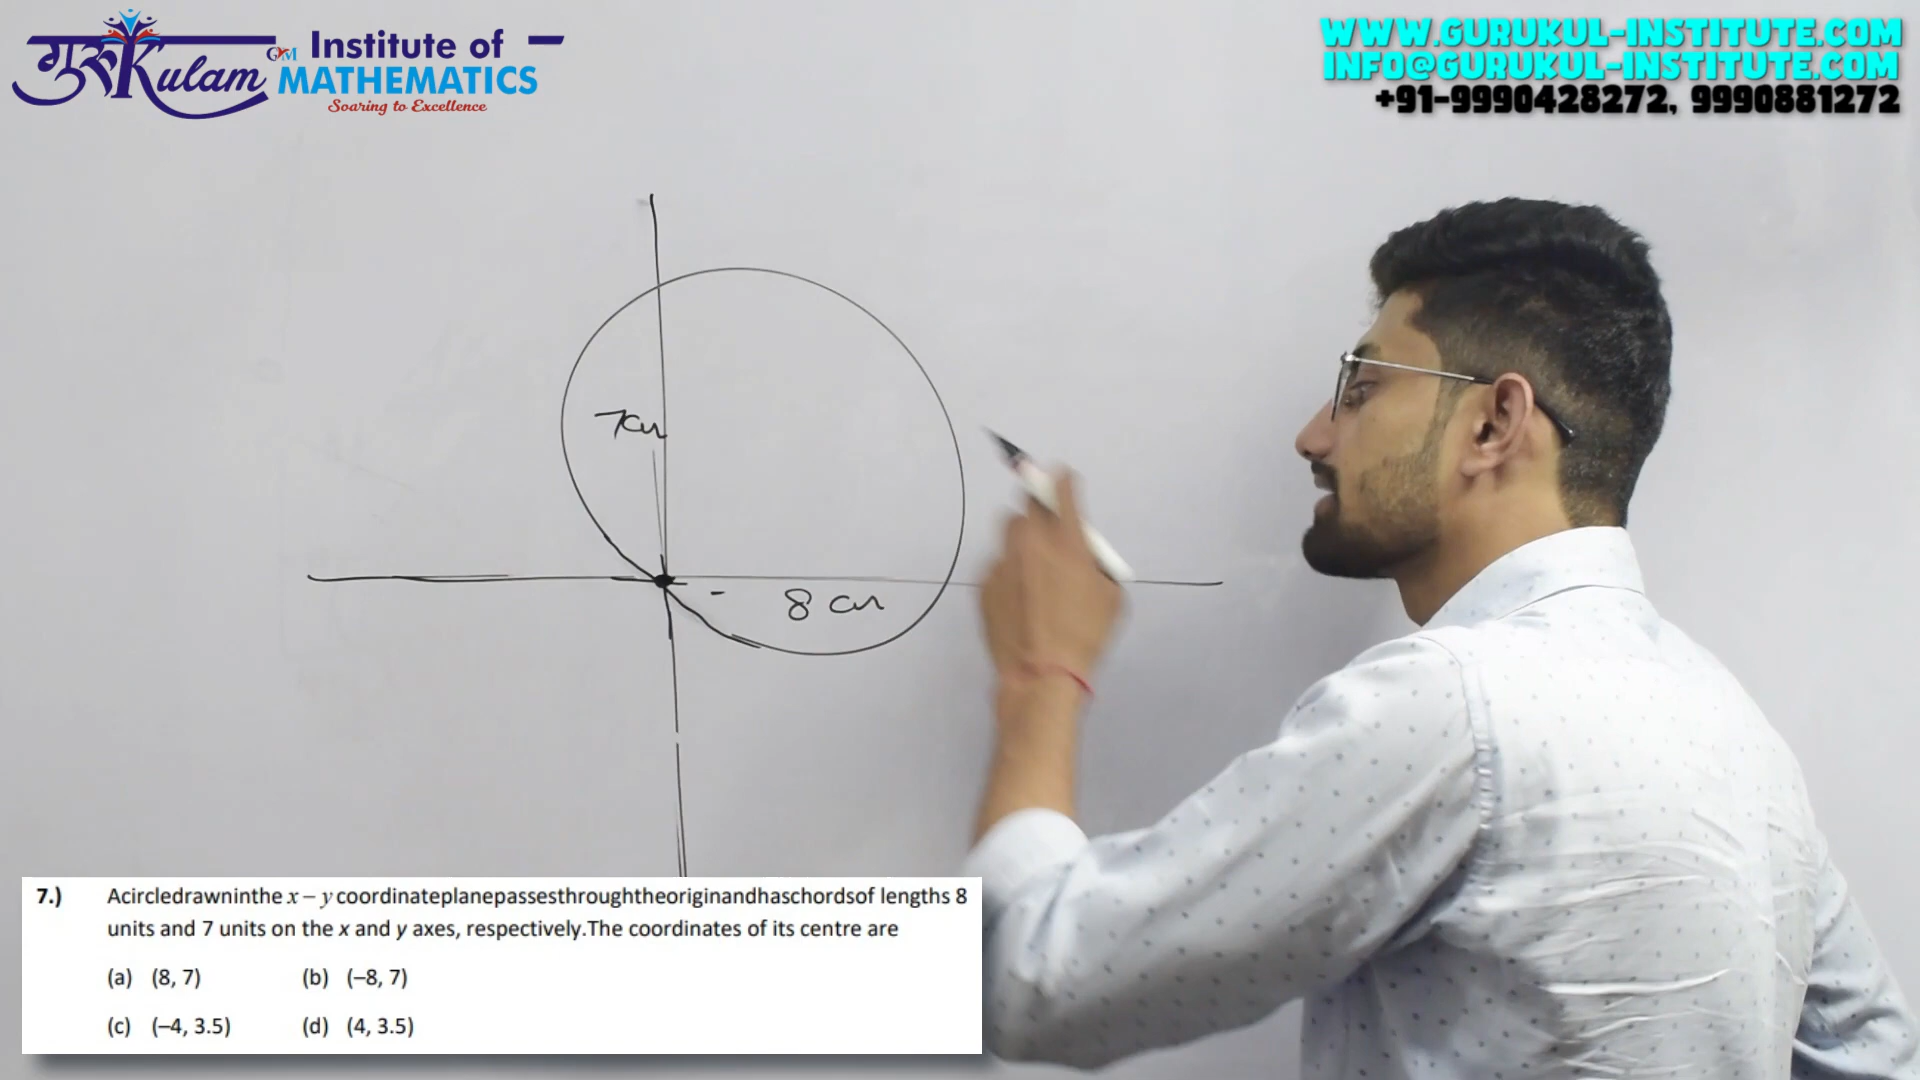 गुरुKulam GM Institute of MATHEMATICS
Soaring to Excellence
WWW.GURUKUL-INSTITUTE.COM
INFO@GURUKUL-INSTITUTE.COM
+91-9990428272, 9990881272
7cm
8 cm
7.) Acircledrawninthe x – y coordinateplanepassesthroughtheoriginandhaschordsof lengths 8
units and 7 units on the x and y axes, respectively.The coordinates of its centre are
(a) (8, 7) (b) (–8, 7)
(c) (–4, 3.5) (d) (4, 3.5)